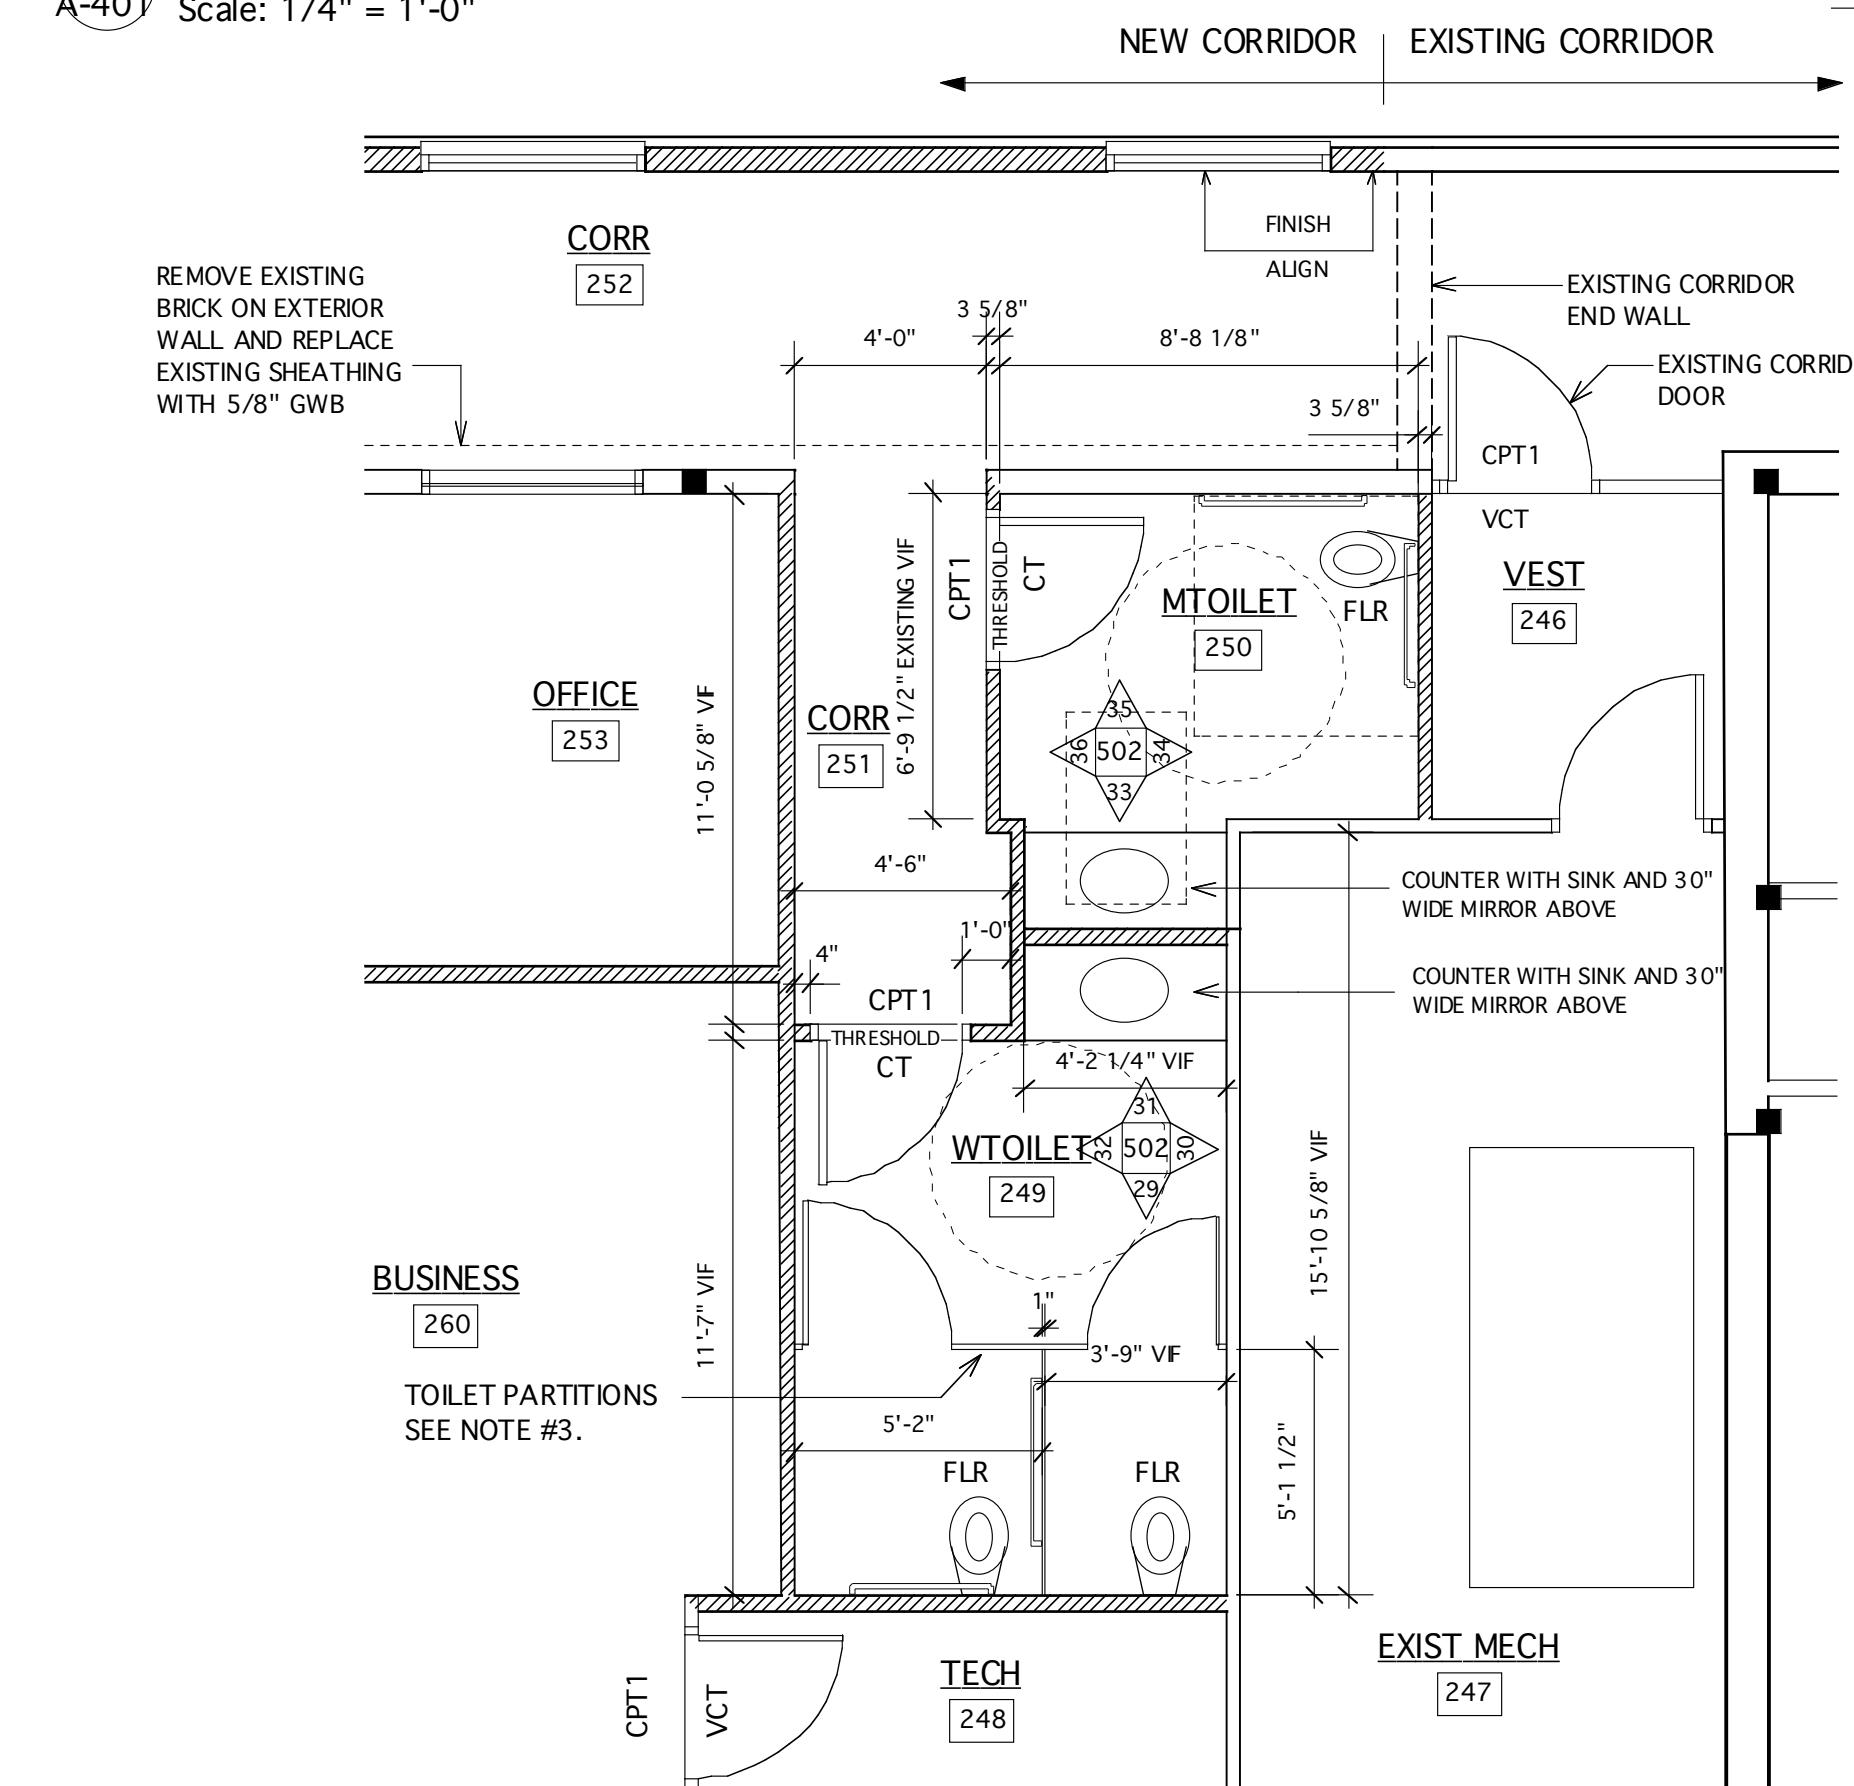 A-401
Scale: 1/4" = 1'-0"
NEW CORRIDOR
EXISTING CORRIDOR
FINISH
ALIGN
CORR
252
REMOVE EXISTING
BRICK ON EXTERIOR
WALL AND REPLACE
EXISTING SHEATHING
WITH 5/8" GWB
EXISTING CORRIDOR
END WALL
3 5/8"
4'-0"
8'-8 1/8"
EXISTING CORRID
DOOR
3 5/8"
CPT1
VCT
6'-9 1/2" EXISTING VIF
CPT1
THRESHOLD
CT
MTOILET
250
FLR
VEST
246
OFFICE
253
11'-0 5/8" VIF
CORR
251
35
36
502
34
33
4'-6"
COUNTER WITH SINK AND 30"
WIDE MIRROR ABOVE
1'-0"
4"
COUNTER WITH SINK AND 30"
WIDE MIRROR ABOVE
CPT1
THRESHOLD
CT
4'-2 1/4" VIF
31
32
502
30
29
WTOILET
249
15'-10 5/8" VIF
BUSINESS
260
11'-7" VIF
1"
3'-9" VIF
TOILET PARTITIONS
SEE NOTE #3.
5'-2"
5'-1 1/2"
FLR
FLR
EXIST MECH
247
TECH
248
CPT1
VCT